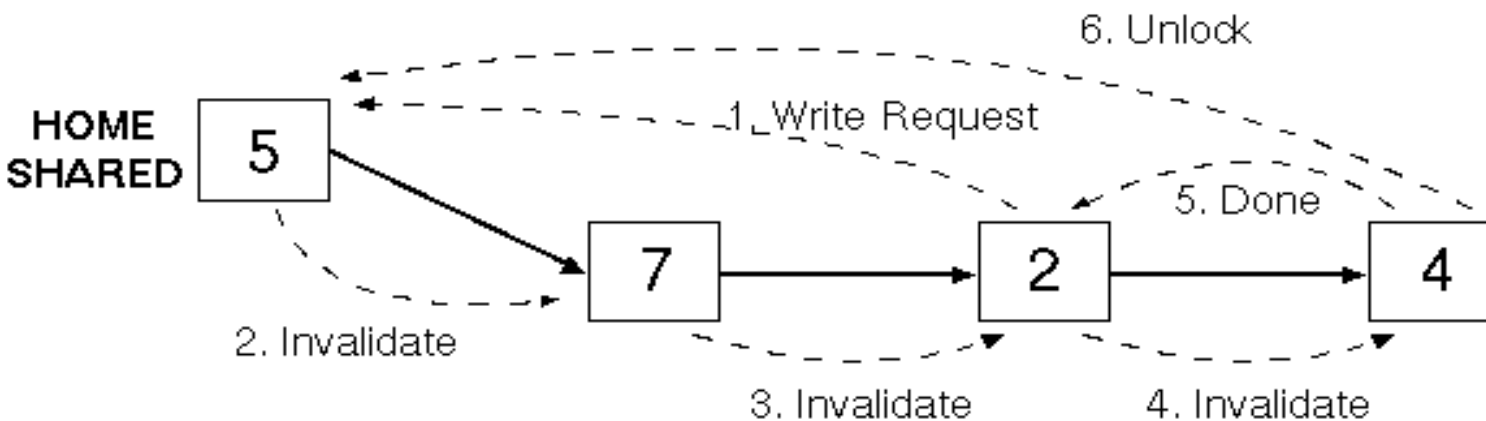 6. Unlock
1. Write Request
HOME
SHARED
5
5. Done
7
2
4
2. Invalidate
3. Invalidate
4. Invalidate